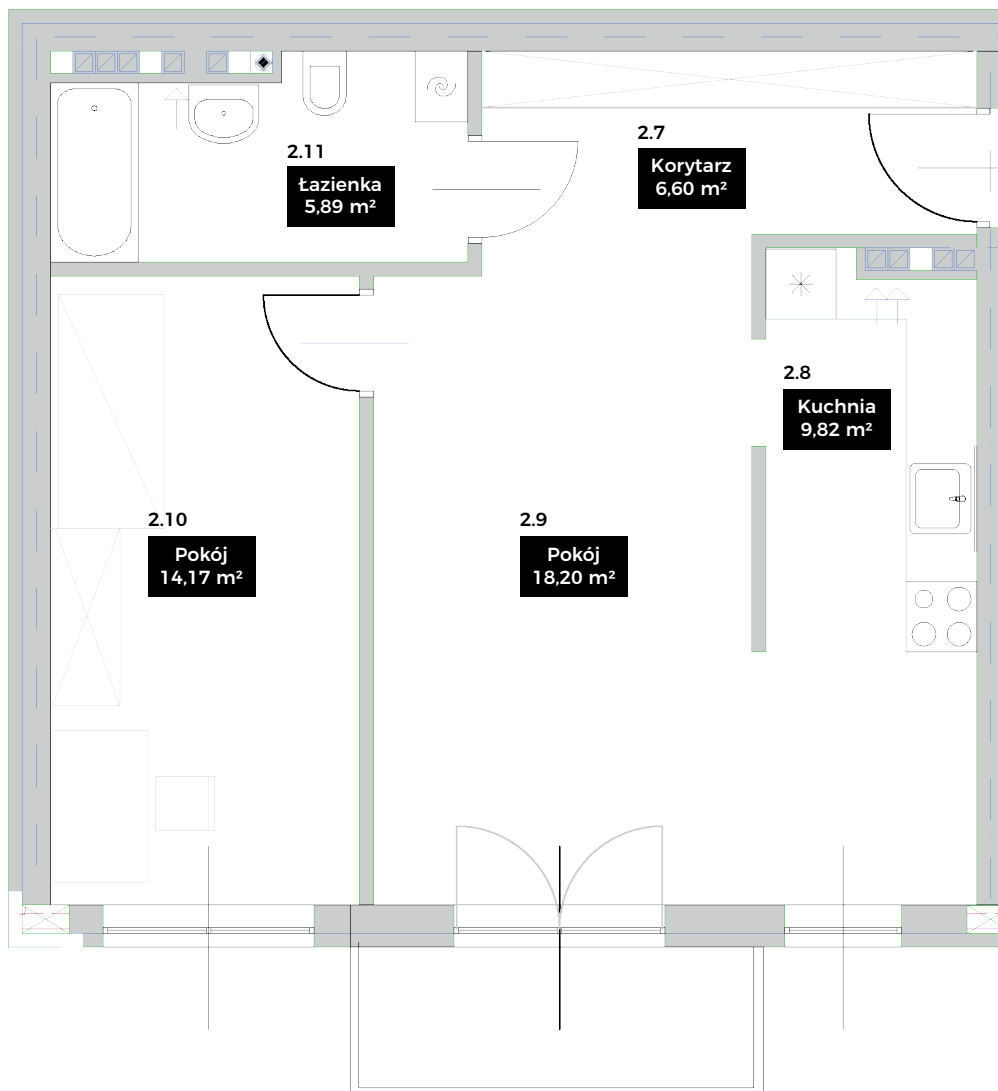 2.7
Korytarz
6,60 m²
2.11
Łazienka
5,89 m²
2.8
Kuchnia
9,82 m²
2.10
Pokój
14,17 m²
2.9
Pokój
18,20 m²